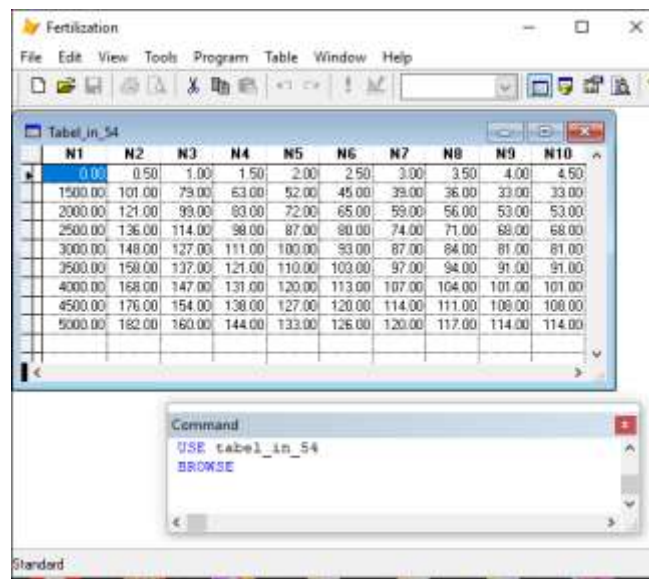 Fertilization
File Edit View Tools Program Table Window Help
Tabel_in_54
N1 N2 N3 N4 N5 N6 N7 N8 N9 N10
0.00 0.50 1.00 1.50 2.00 2.50 3.00 3.50 4.00 4.50
1500.00 101.00 79.00 63.00 52.00 45.00 39.00 36.00 33.00 33.00
2000.00 121.00 99.00 83.00 72.00 65.00 59.00 56.00 53.00 53.00
2500.00 136.00 114.00 98.00 87.00 80.00 74.00 71.00 68.00 68.00
3000.00 148.00 127.00 111.00 100.00 93.00 87.00 84.00 81.00 81.00
3500.00 158.00 137.00 121.00 110.00 103.00 97.00 94.00 91.00 91.00
4000.00 168.00 147.00 131.00 120.00 113.00 107.00 104.00 101.00 101.00
4500.00 176.00 154.00 138.00 127.00 120.00 114.00 111.00 108.00 108.00
5000.00 182.00 160.00 144.00 133.00 126.00 120.00 117.00 114.00 114.00
Command
USE tabel_in_54
BROWSE
Standard